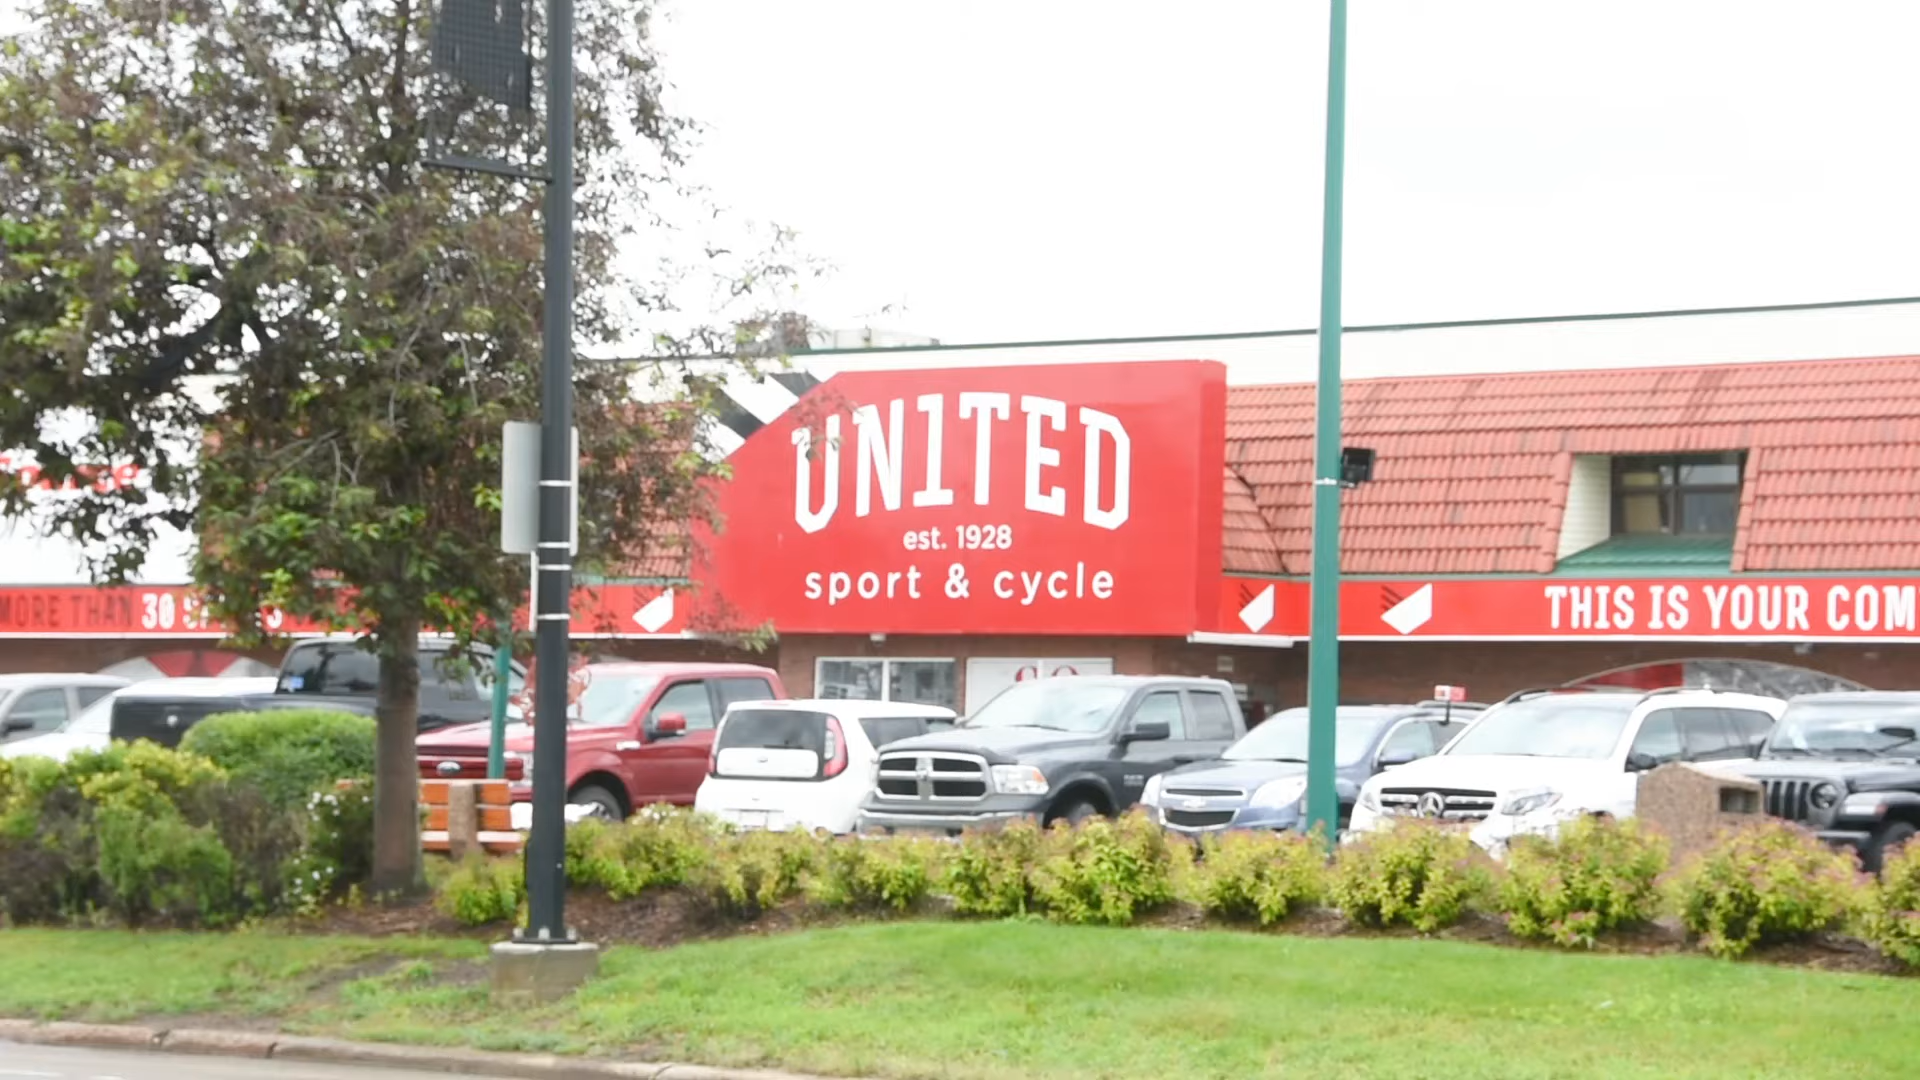 UN1TED
est. 1928
sport & cycle
MORE THAN 30
THIS IS YOUR COM